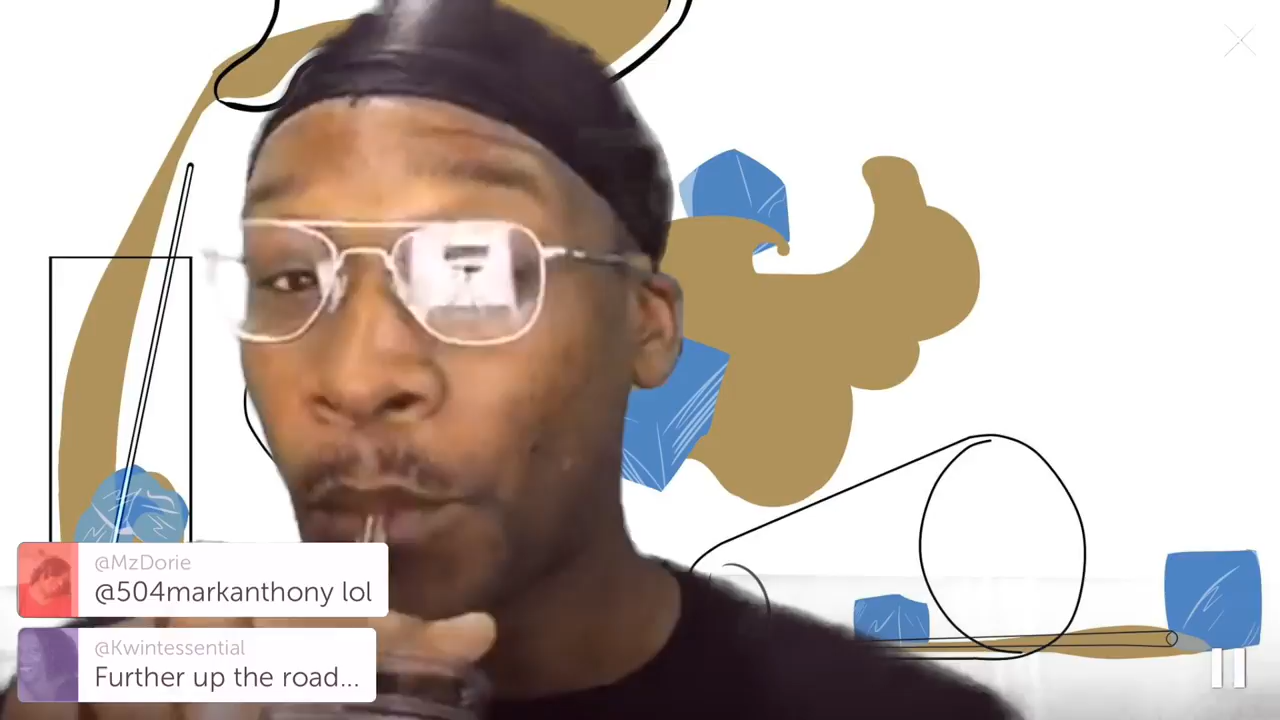 @MzDorie
@504markanthony lol
@Kwintessential
Further up the road...